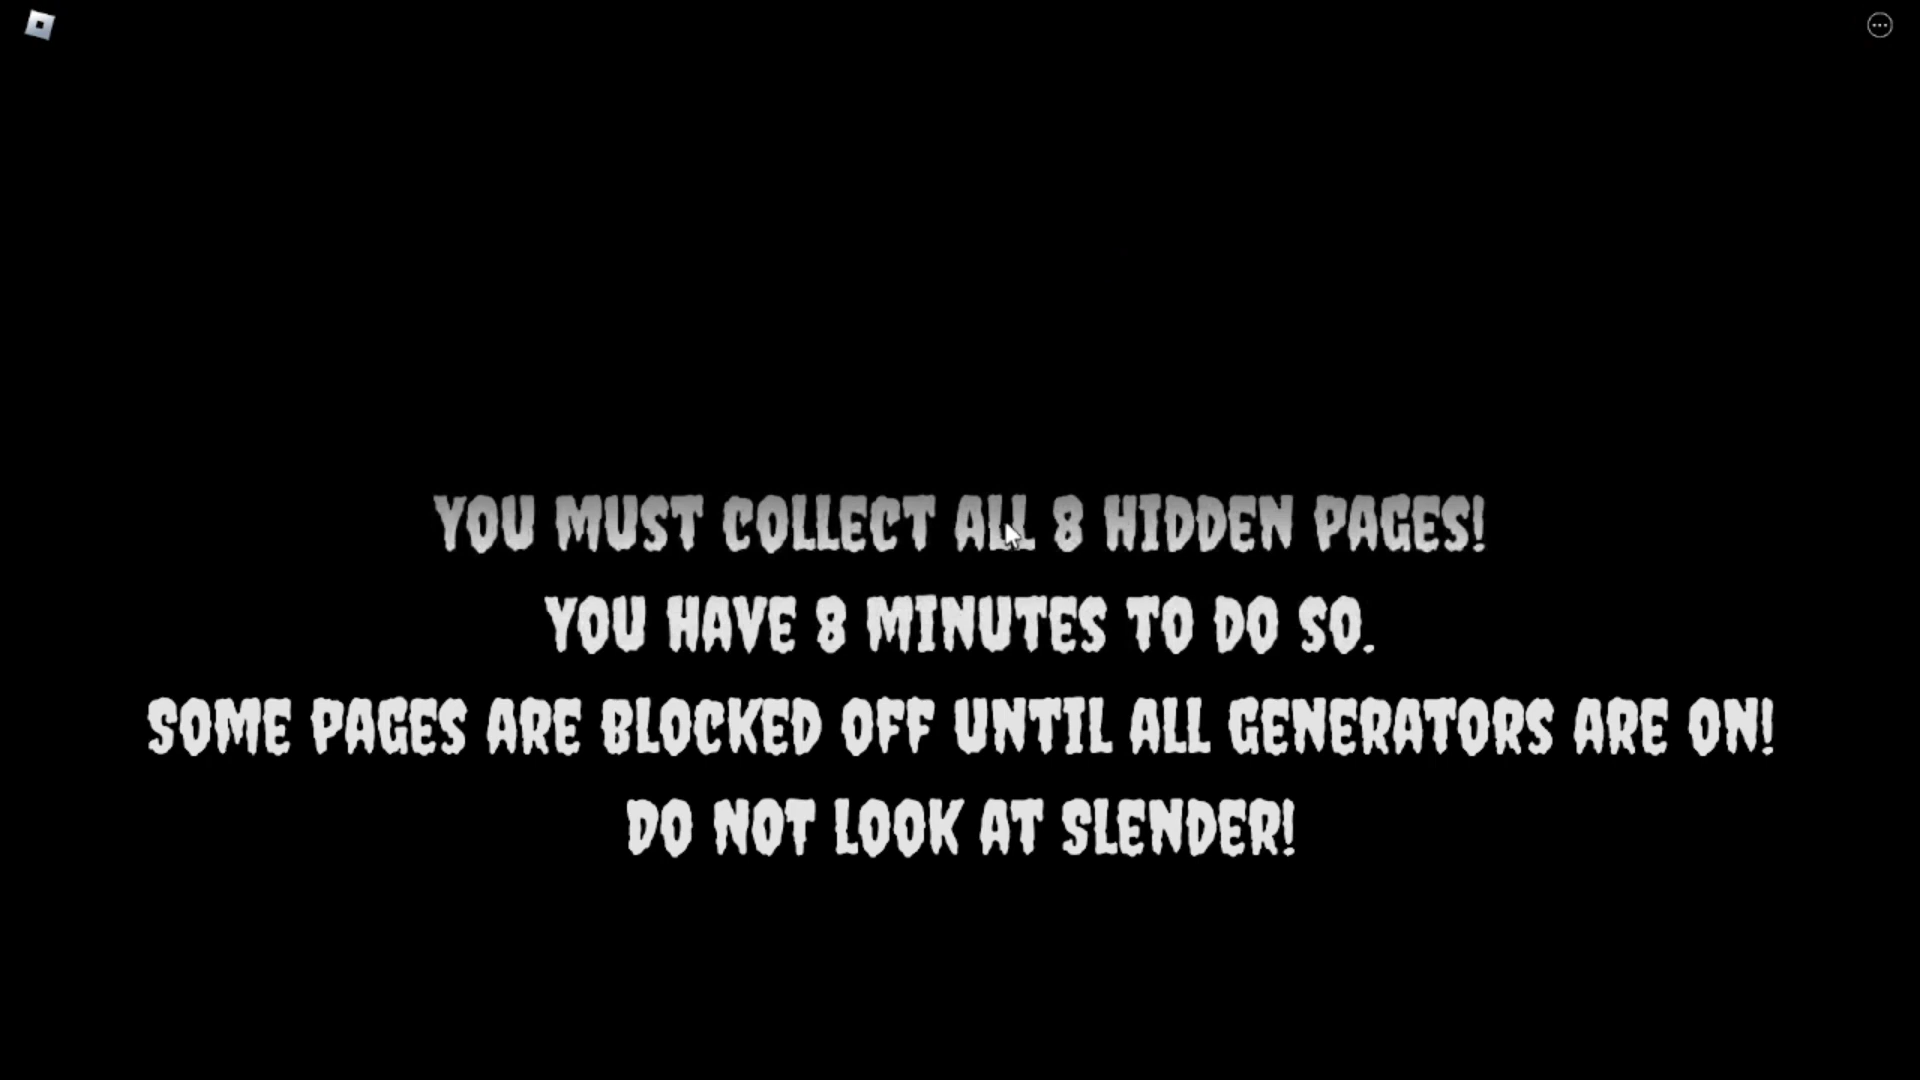 YOU MUST COLLECT ALL 8 HIDDEN PAGES!
YOU HAVE 8 MINUTES TO DO SO.
SOME PAGES ARE BLOCKED OFF UNTIL ALL GENERATORS ARE ON!
DO NOT LOOK AT SLENDER!